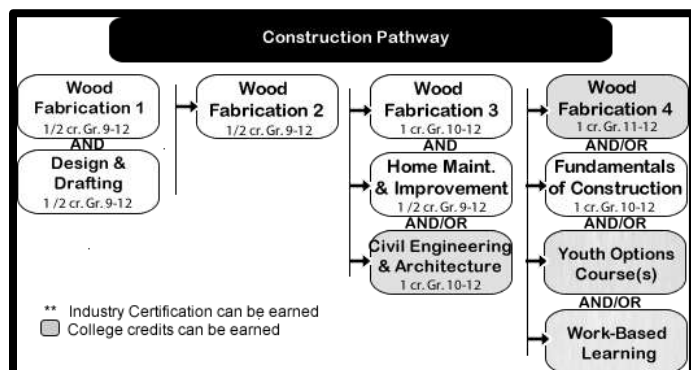 Construction Pathway
Wood
Fabrication 1
1/2 cr. Gr. 9-12
AND
Design &
Drafting
1 /2 cr. Gr. 9-12
Wood
Fabrication 2
1/2 cr. Gr. 9-12
Wood
Fabrication 3
1 cr. Gr. 10-12
AND
Home Maint.
& Improvement
1/2 cr. Gr. 9-12
AND/OR
Civil Engineering
& Architecture
1 cr. Gr. 10-12
Wood
Fabrication 4
1 cr. Gr. 11-12
AND/OR
Fundamentals
of Construction
1 cr. Gr. 10-12
AND/OR
Youth Options
Course(s)
AND/OR
Work-Based
Learning
** Industry Certification can be earned
College credits can be earned